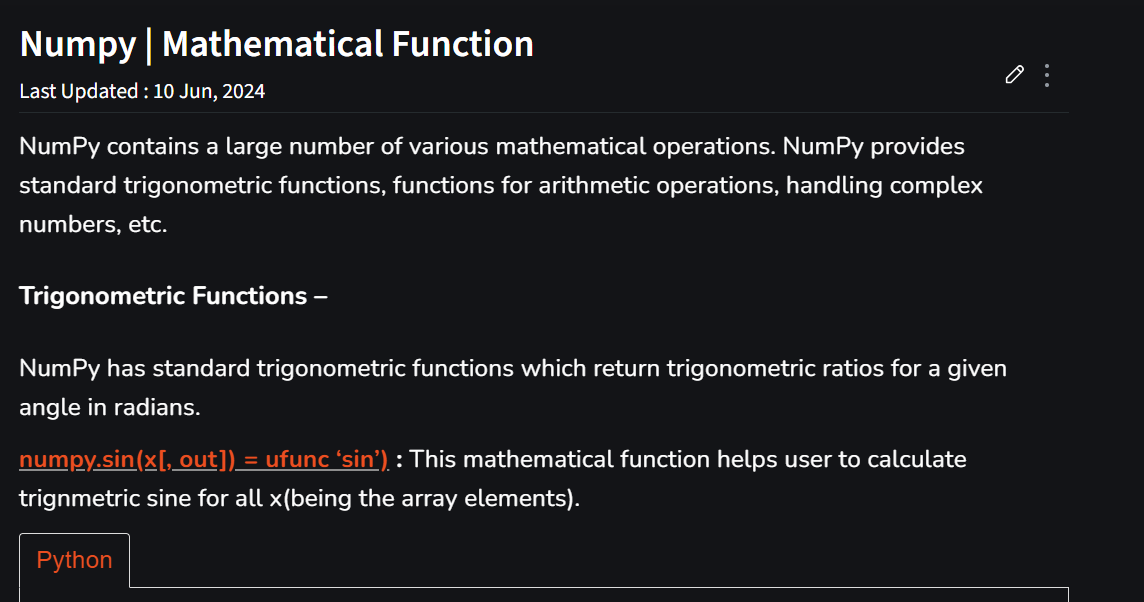 Numpy | Mathematical Function
Last Updated : 10 Jun, 2024
NumPy contains a large number of various mathematical operations. NumPy provides
standard trigonometric functions, functions for arithmetic operations, handling complex
numbers, etc.
Trigonometric Functions –
NumPy has standard trigonometric functions which return trigonometric ratios for a given
angle in radians.
numpy.sin(x[, out]) = ufunc ‘sin’) : This mathematical function helps user to calculate
trignmetric sine for all x(being the array elements).
Python